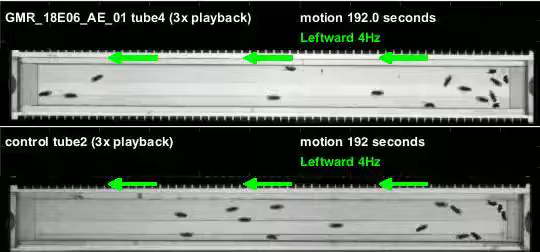 GMR_18E06_AE_01 tube4 (3x playback) motion 192.0 seconds
Leftward 4Hz
control tube2 (3x playback) motion 192 seconds
Leftward 4Hz